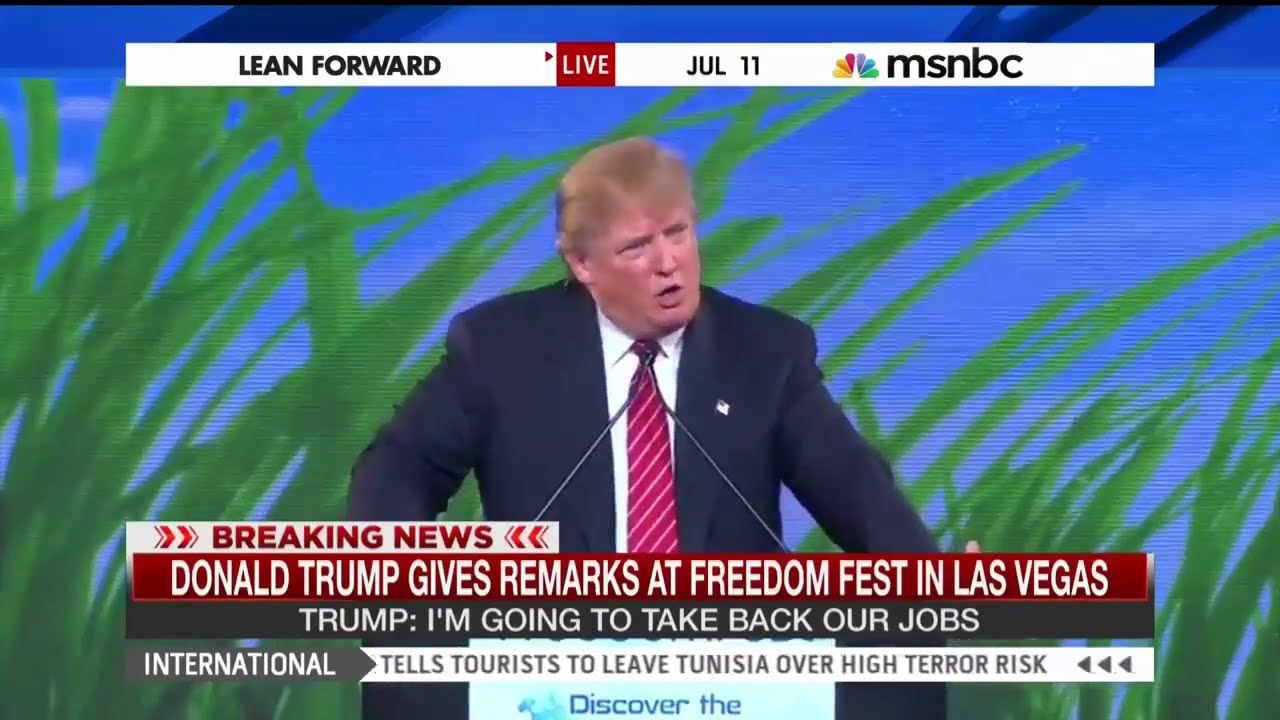 LEAN FORWARD LIVE JUL 11 msnbc
BREAKING NEWS
DONALD TRUMP GIVES REMARKS AT FREEDOM FEST IN LAS VEGAS
TRUMP: I'M GOING TO TAKE BACK OUR JOBS
INTERNATIONAL TELLS TOURISTS TO LEAVE TUNISIA OVER HIGH TERROR RISK
Discover the